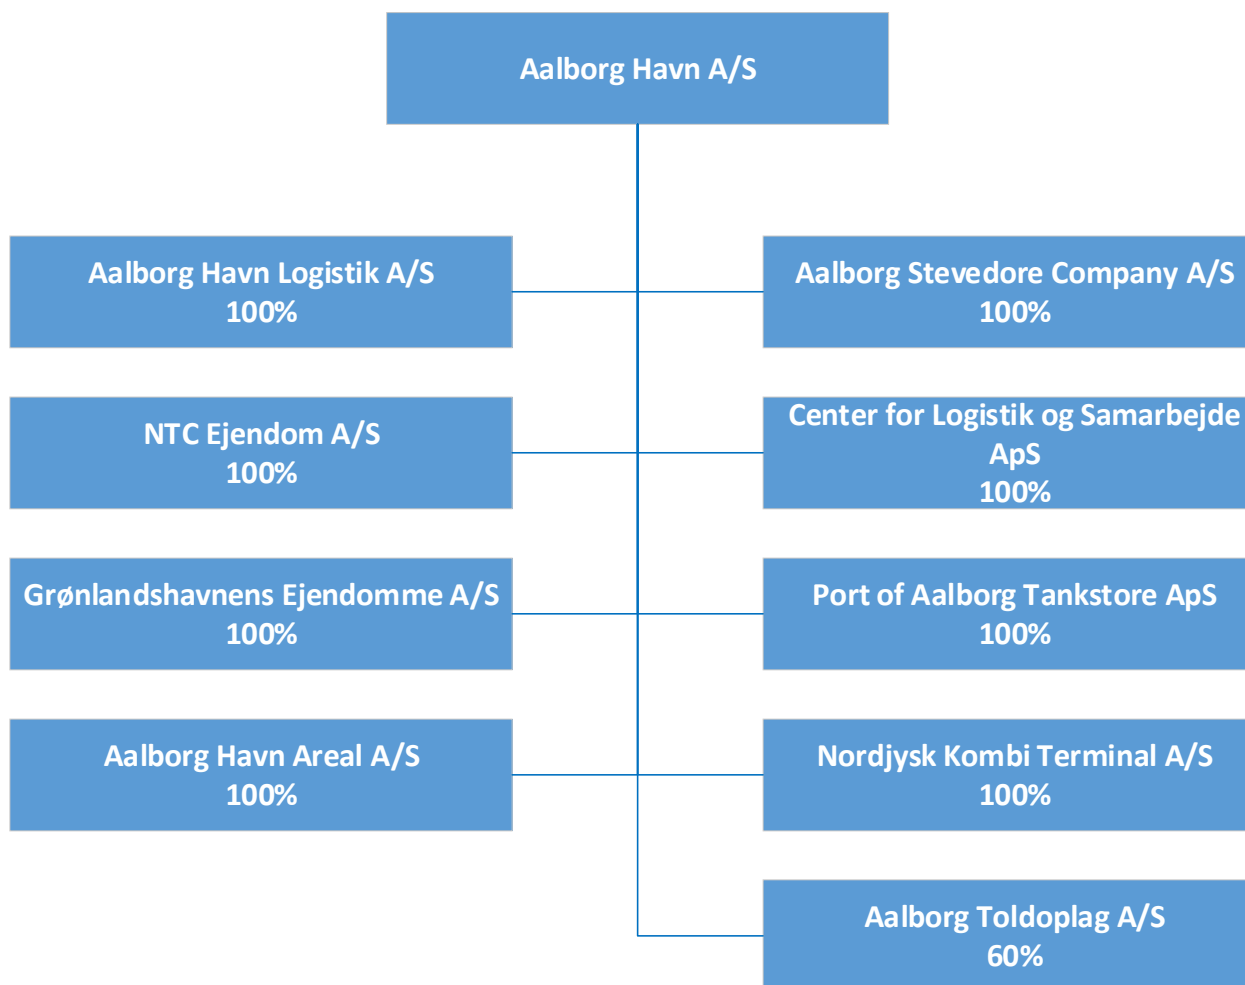 Aalborg Havn A/S
Aalborg Havn Logistik A/S
100%
Aalborg Stevedore Company A/S
100%
NTC Ejendom A/S
100%
Center for Logistik og Samarbejde
ApS
100%
Grønlandshavnens Ejendomme A/S
100%
Port of Aalborg Tankstore ApS
100%
Aalborg Havn Areal A/S
100%
Nordjysk Kombi Terminal A/S
100%
Aalborg Toldoplag A/S
60%